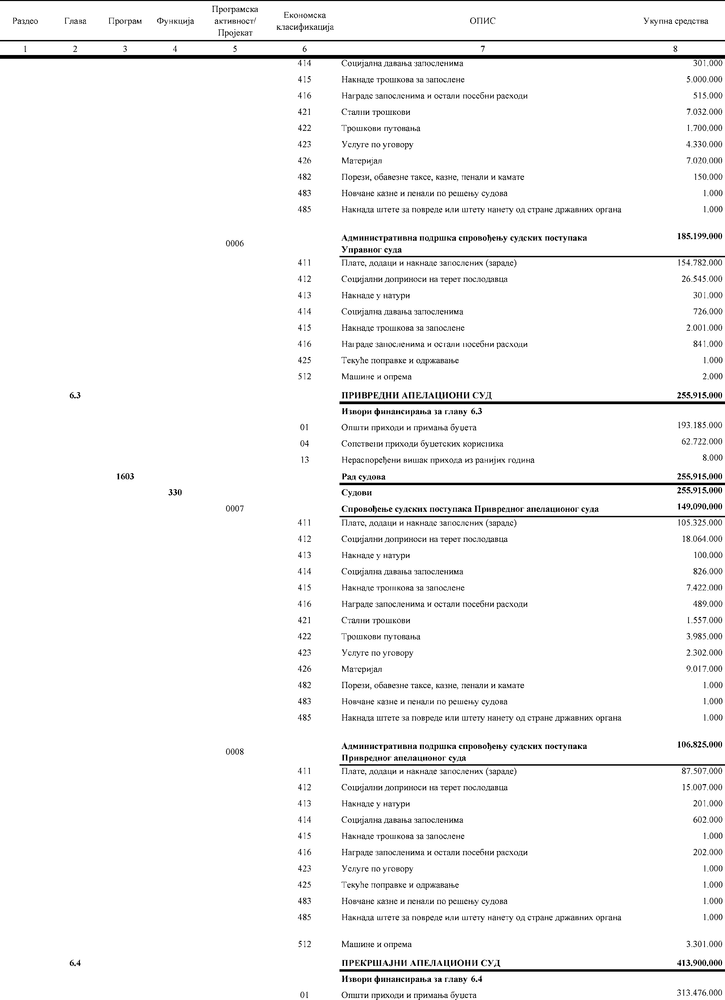 Раздео Глава Програм Функција Програмска активност/ Пројекат Економска класификација ОПИС Укупна средства
1 2 3 4 5 6 7 8
414 Социјална давања запосленима 301.000
415 Накнаде трошкова за запослене 5.000.000
416 Награде запосленима и остали посебни расходи 515.000
421 Стални трошкови 7.032.000
422 Трошкови путовања 1.700.000
423 Услуге по уговору 4.330.000
426 Материјал 7.020.000
482 Порези, обавезне таксе, казне, пенали и камате 150.000
483 Новчане казне и пенали по решењу судова 1.000
485 Накнада штете за повреде или штету нанету од стране државних органа 1.000
0006 Административна подршка спровођењу судских поступака 185.199.000
Управног суда
411 Плате, додаци и накнаде запослених (зараде) 154.782.000
412 Социјални доприноси на терет послодавца 26.545.000
413 Накнаде у натури 301.000
414 Социјална давања запосленима 726.000
415 Накнаде трошкова за запослене 2.001.000
416 Награде запосленима и остали посебни расходи 841.000
425 Текуће поправке и одржавање 1.000
512 Машине и опрема 2.000
6.3 ПРИВРЕДНИ АПЕЛАЦИОНИ СУД 255.915.000
Извори финансирања за главу 6.3
01 Општи приходи и примања буџета 193.185.000
04 Сопствени приходи буџетских корисника 62.722.000
13 Нераспоређени вишак прихода из ранијих година 8.000
1603 Рад судова 255.915.000
330 Судови 255.915.000
0007 Спровођење судских поступака Привредног апелационог суда 149.090.000
411 Плате, додаци и накнаде запослених (зараде) 105.325.000
412 Социјални доприноси на терет послодавца 18.064.000
413 Накнаде у натури 100.000
414 Социјална давања запосленима 826.000
415 Накнаде трошкова за запослене 7.422.000
416 Награде запосленима и остали посебни расходи 489.000
421 Стални трошкови 1.557.000
422 Трошкови путовања 3.985.000
423 Услуге по уговору 2.302.000
426 Материјал 9.017.000
482 Порези, обавезне таксе, казне, пенали и камате 1.000
483 Новчане казне и пенали по решењу судова 1.000
485 Накнада штете за повреде или штету нанету од стране државних органа 1.000
0008 Административна подршка спровођењу судских поступака 106.825.000
Привредног апелационог суда
411 Плате, додаци и накнаде запослених (зараде) 87.507.000
412 Социјални доприноси на терет послодавца 15.007.000
413 Накнаде у натури 201.000
414 Социјална давања запосленима 602.000
415 Накнаде трошкова за запослене 1.000
416 Награде запосленима и остали посебни расходи 202.000
423 Услуге по уговору 1.000
425 Текуће поправке и одржавање 1.000
483 Новчане казне и пенали по решењу судова 1.000
485 Накнада штете за повреде или штету нанету од стране државних органа 1.000
512 Машине и опрема 3.301.000
6.4 ПРЕКРШАЈНИ АПЕЛАЦИОНИ СУД 413.900.000
Извори финансирања за главу 6.4
01 Општи приходи и примања буџета 313.476.000